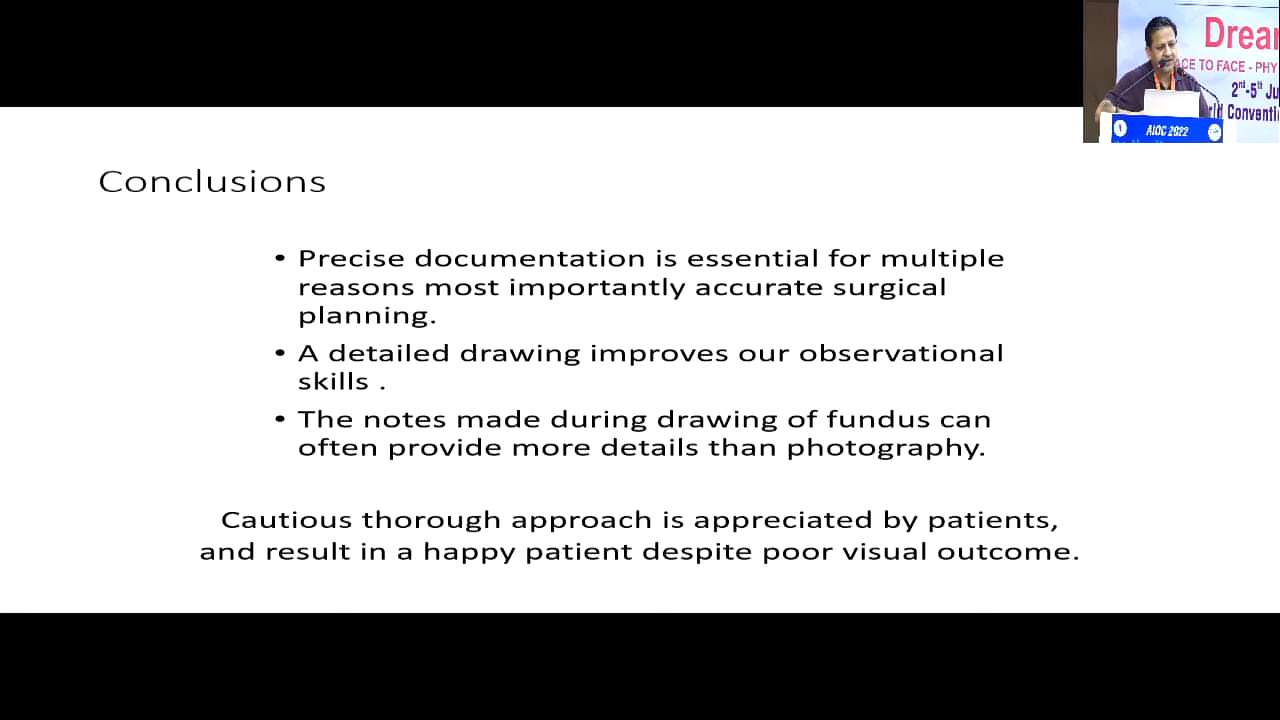 Drea
ACE TO FACE - PHY
2nd-5th Ju
rld Conventi
AIOC 2022
Conclusions
• Precise documentation is essential for multiple
reasons most importantly accurate surgical
planning.
• A detailed drawing improves our observational
skills .
• The notes made during drawing of fundus can
often provide more details than photography.
Cautious thorough approach is appreciated by patients,
and result in a happy patient despite poor visual outcome.